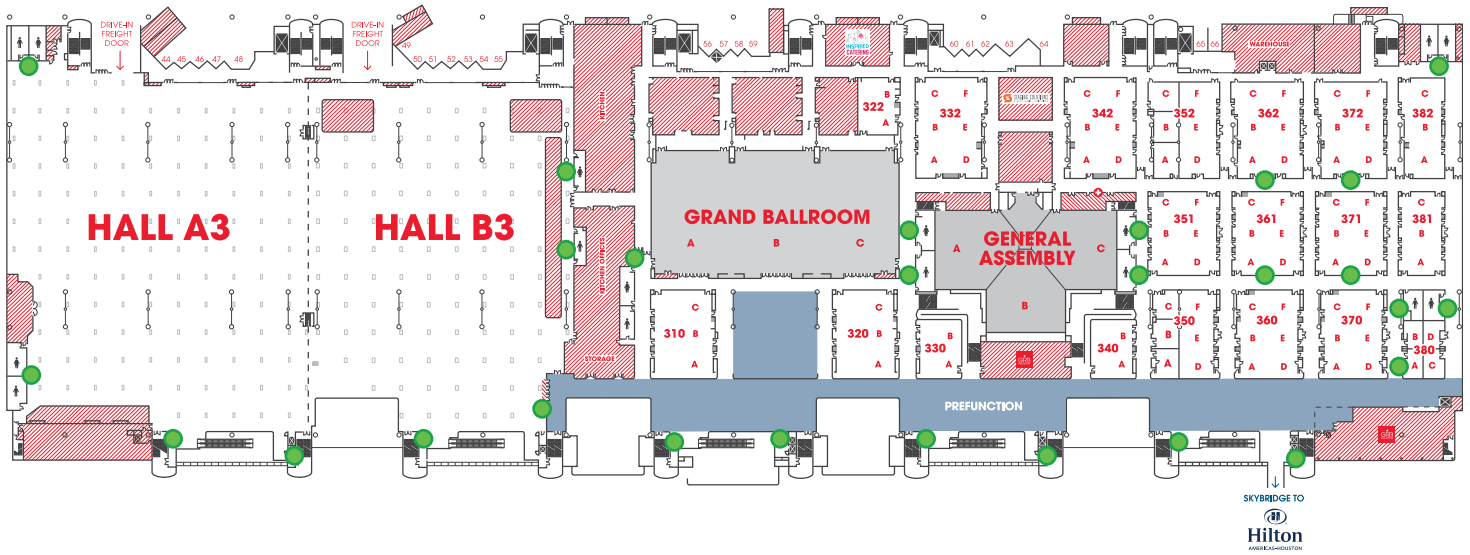 DRIVE-IN
FREIGHT
DOOR
DRIVE-IN
FREIGHT
DOOR
44 45 46 47 48
49
50 51 52 53 54 55
56 57 58 59
60 61 62 63 64
65 66
INSPIRED
CATERING
WAREHOUSE
KITCHEN
322
B
A
332
C F
B E
A D
342
C F
B E
A D
352
C F
B E
A D
362
C F
B E
A D
372
C F
B E
A D
382
C
B
A
HALL A3
HALL B3
GRAND BALLROOM
A B C
GENERAL
ASSEMBLY
A
C
B
351
C F
B E
A D
361
C F
B E
A D
371
C F
B E
A D
381
C
B
A
KITCHEN OFFICES
STORAGE
310
C
B
A
320
C
B
A
330
B
A
340
B
A
350
C F
B E
A D
360
C F
B E
A D
370
C F
B E
A D
380
B D
A C
PREFUNCTION
SKYBRIDGE TO
Hilton
AMERICAS-HOUSTON